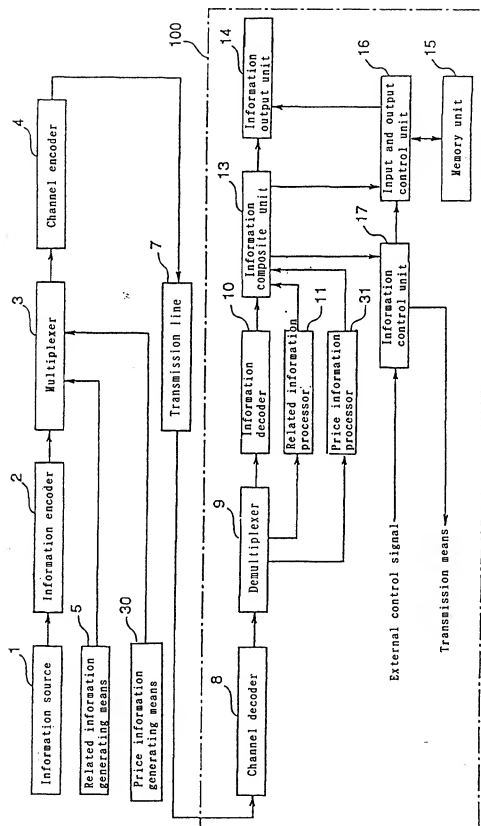 1
Information source
2
Information encoder
3
Multiplexer
4
Channel encoder
5
Related information
generating means
30
Price information
generating means
7
Transmission line
100
8
Channel decoder
9
Demultiplexer
10
Information
decoder
11
Related information
processor
31
Price information
processor
13
Information
composite unit
14
Information
output unit
16
Input and output
control unit
15
Memory unit
17
Information
control unit
External control signal
Transmission means